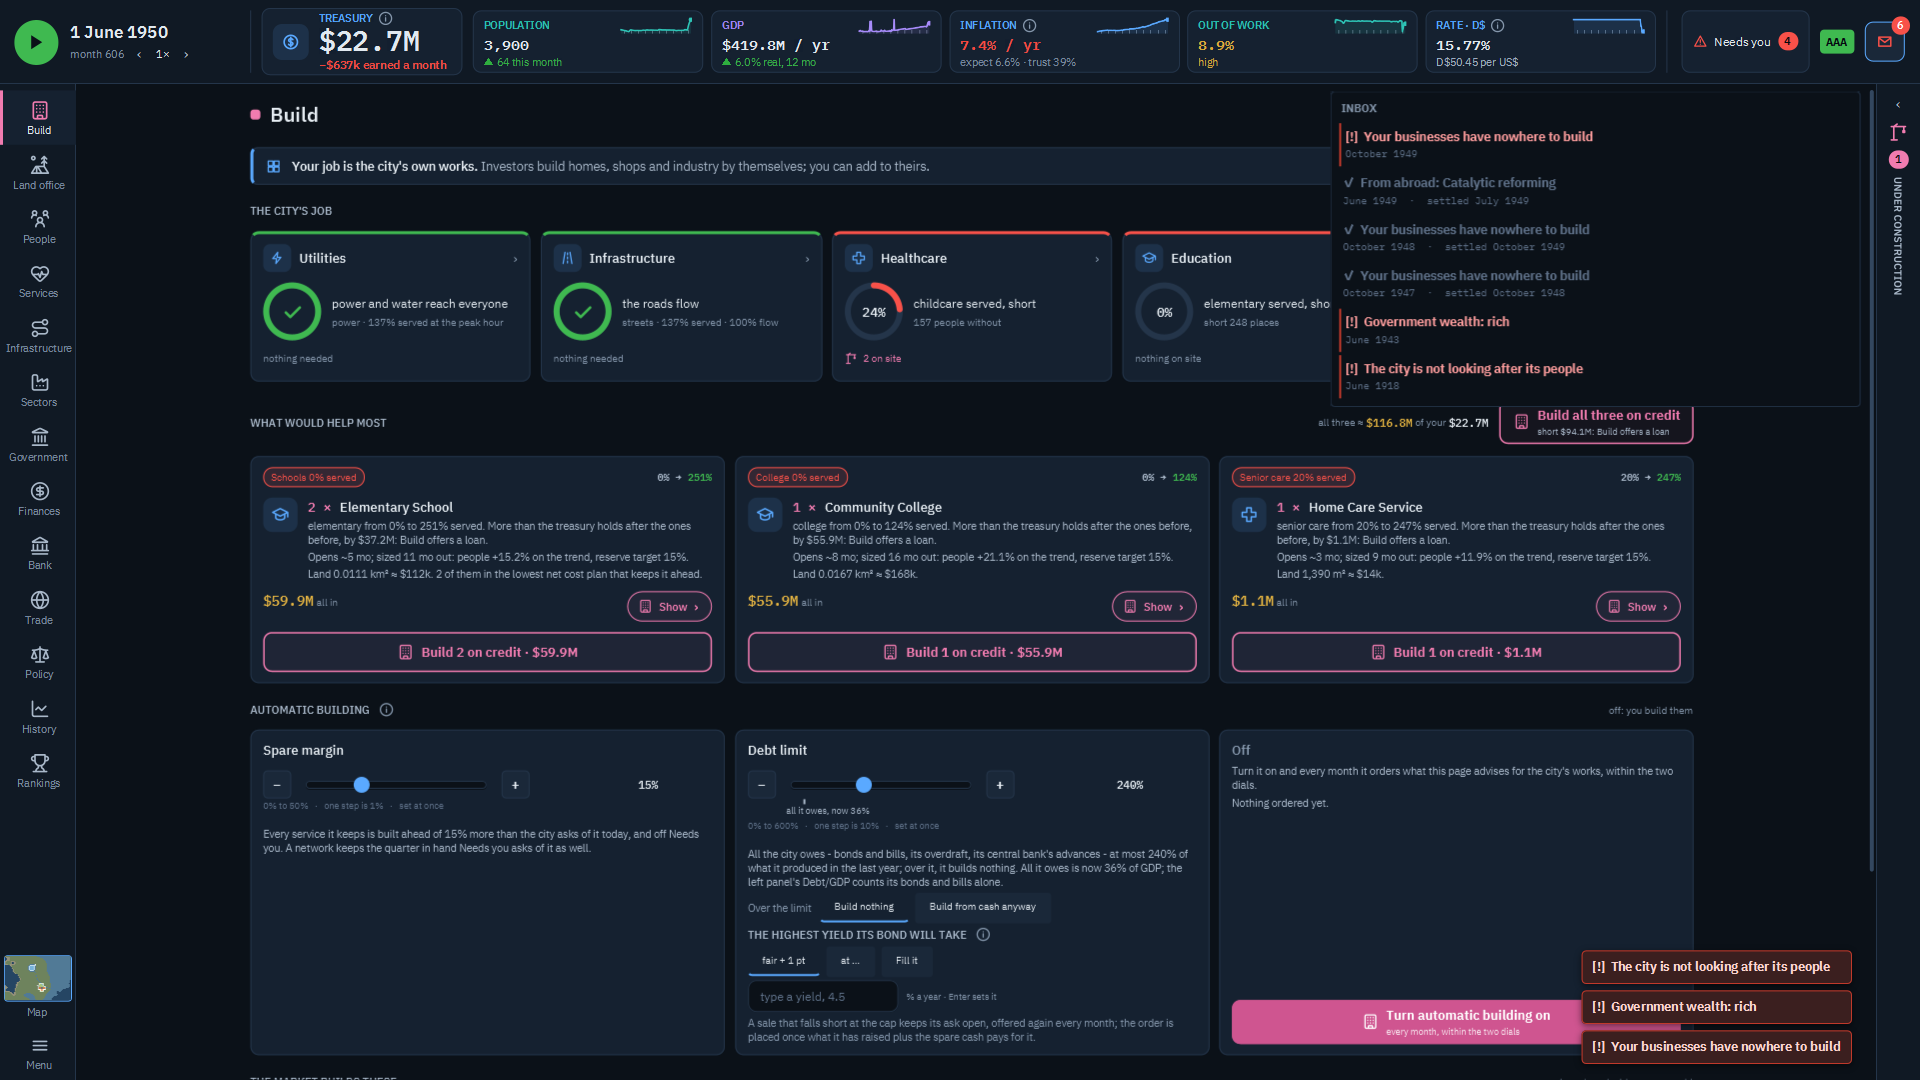 1 June 1950
month 606 ‹ 1× ›
TREASURY
$22.7M
−$637k earned a month
POPULATION
3,900
64 this month
GDP
$419.8M / yr
6.0% real, 12 mo
INFLATION
7.4% / yr
expect 6.6% · trust 39%
OUT OF WORK
8.9%
high
RATE · D$
15.77%
D$50.45 per US$
Needs you 4
AAA
6
Build
Land office
People
Services
Infrastructure
Sectors
Government
Finances
Bank
Trade
Policy
History
Rankings
Map
Menu
Build
Your job is the city's own works. Investors build homes, shops and industry by themselves; you can add to theirs.
THE CITY'S JOB
Utilities ›
power and water reach everyone
power · 137% served at the peak hour
nothing needed
Infrastructure ›
the roads flow
streets · 137% served · 100% flow
nothing needed
Healthcare ›
24%
childcare served, short
157 people without
2 on site
Education
0%
elementary served, sho
short 248 places
nothing on site
INBOX
[!] Your businesses have nowhere to build
October 1949
✓ From abroad: Catalytic reforming
June 1949 · settled July 1949
✓ Your businesses have nowhere to build
October 1948 · settled October 1949
✓ Your businesses have nowhere to build
October 1947 · settled October 1948
[!] Government wealth: rich
June 1943
[!] The city is not looking after its people
June 1918
‹
1
UNDER CONSTRUCTION
WHAT WOULD HELP MOST
all three ≈ $116.8M of your $22.7M
Build all three on credit
short $94.1M: Build offers a loan
Schools 0% served
0% → 251%
2 × Elementary School
elementary from 0% to 251% served. More than the treasury holds after the ones
before, by $37.2M: Build offers a loan.
Opens ~5 mo; sized 11 mo out: people +15.2% on the trend, reserve target 15%.
Land 0.0111 km² ≈ $112k. 2 of them in the lowest net cost plan that keeps it ahead.
$59.9M all in
Show ›
Build 2 on credit · $59.9M
College 0% served
0% → 124%
1 × Community College
college from 0% to 124% served. More than the treasury holds after the ones before,
by $55.9M: Build offers a loan.
Opens ~8 mo; sized 16 mo out: people +21.1% on the trend, reserve target 15%.
Land 0.0167 km² ≈ $168k.
$55.9M all in
Show ›
Build 1 on credit · $55.9M
Senior care 20% served
20% → 247%
1 × Home Care Service
senior care from 20% to 247% served. More than the treasury holds after the ones
before, by $1.1M: Build offers a loan.
Opens ~3 mo; sized 9 mo out: people +11.9% on the trend, reserve target 15%.
Land 1,390 m² ≈ $14k.
$1.1M all in
Show ›
Build 1 on credit · $1.1M
AUTOMATIC BUILDING
off: you build them
Spare margin
− + 15%
0% to 50% · one step is 1% · set at once
Every service it keeps is built ahead of 15% more than the city asks of it today, and off Needs
you. A network keeps the quarter in hand Needs you asks of it as well.
Debt limit
− + 240%
all it owes, now 36%
0% to 600% · one step is 10% · set at once
All the city owes - bonds and bills, its overdraft, its central bank's advances - at most 240% of
what it produced in the last year; over it, it builds nothing. All it owes is now 36% of GDP; the
left panel's Debt/GDP counts its bonds and bills alone.
Over the limit Build nothing Build from cash anyway
THE HIGHEST YIELD ITS BOND WILL TAKE
fair + 1 pt at ... Fill it
type a yield, 4.5 % a year · Enter sets it
A sale that falls short at the cap keeps its ask open, offered again every month; the order is
placed once what it has raised plus the spare cash pays for it.
Off
Turn it on and every month it orders what this page advises for the city's works, within the two
dials.
Nothing ordered yet.
Turn automatic building on
every month, within the two dials
[!] The city is not looking after its people
[!] Government wealth: rich
[!] Your businesses have nowhere to build